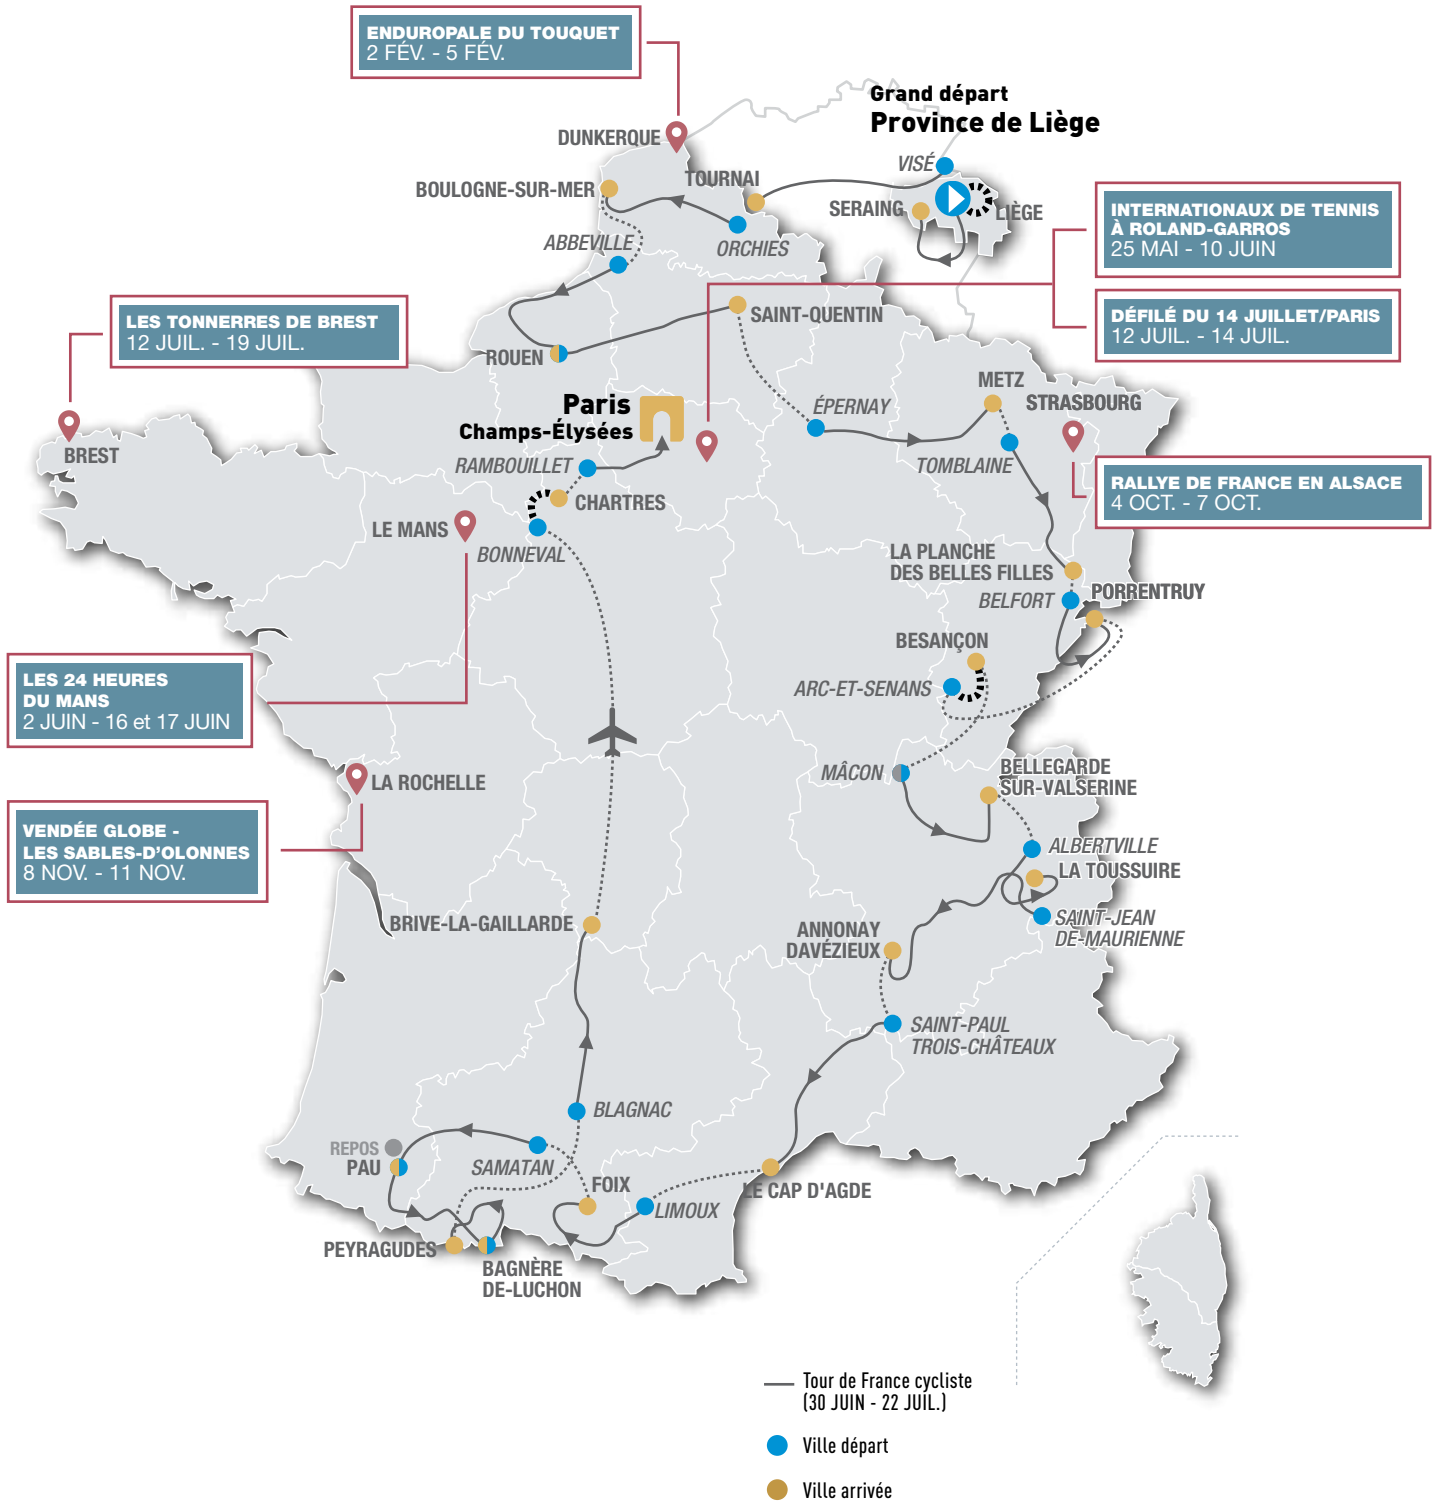 ENDUROPALE DU TOUQUET
2 FÉV. - 5 FÉV.
Grand départ
Province de Liège
DUNKERQUE
VISÉ
TOURNAI
BOULOGNE-SUR-MER
SERAING
LIÈGE
ORCHIES
ABBEVILLE
INTERNATIONAUX DE TENNIS
À ROLAND-GARROS
25 MAI - 10 JUIN
DÉFILÉ DU 14 JUILLET/PARIS
12 JUIL. - 14 JUIL.
LES TONNERRES DE BREST
12 JUIL. - 19 JUIL.
SAINT-QUENTIN
ROUEN
METZ
STRASBOURG
ÉPERNAY
Paris
Champs-Élysées
BREST
RAMBOUILLET
TOMBLAINE
RALLYE DE FRANCE EN ALSACE
4 OCT. - 7 OCT.
CHARTRES
LE MANS
BONNEVAL
LA PLANCHE
DES BELLES FILLES
BELFORT
PORRENTRUY
BESANÇON
ARC-ET-SENANS
LES 24 HEURES
DU MANS
2 JUIN - 16 et 17 JUIN
MÂCON
BELLEGARDE
SUR-VALSERINE
LA ROCHELLE
VENDÉE GLOBE -
LES SABLES-D'OLONNES
8 NOV. - 11 NOV.
ALBERTVILLE
LA TOUSSUIRE
SAINT-JEAN
DE-MAURIENNE
BRIVE-LA-GAILLARDE
ANNONAY
DAVÉZIEUX
SAINT-PAUL
TROIS-CHÂTEAUX
BLAGNAC
REPOS
PAU
SAMATAN
FOIX
LE CAP D'AGDE
LIMOUX
PEYRAGUDES
BAGNÈRE
DE-LUCHON
Tour de France cycliste
(30 JUIN - 22 JUIL.)
Ville départ
Ville arrivée